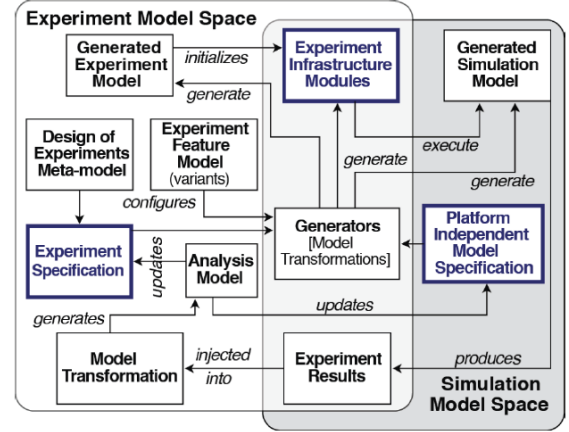 Experiment Model Space
Generated
Experiment
Model
initializes
generate
Experiment
Infrastructure
Modules
Generated
Simulation
Model
Design of
Experiments
Meta-model
Experiment
Feature
Model
(variants)
configures
generate
execute
generate
Experiment
Specification
updates
Analysis
Model
Generators
[Model
Transformations]
Platform
Independent
Model
Specification
generates
updates
Model
Transformation
injected
into
Experiment
Results
produces
Simulation
Model Space